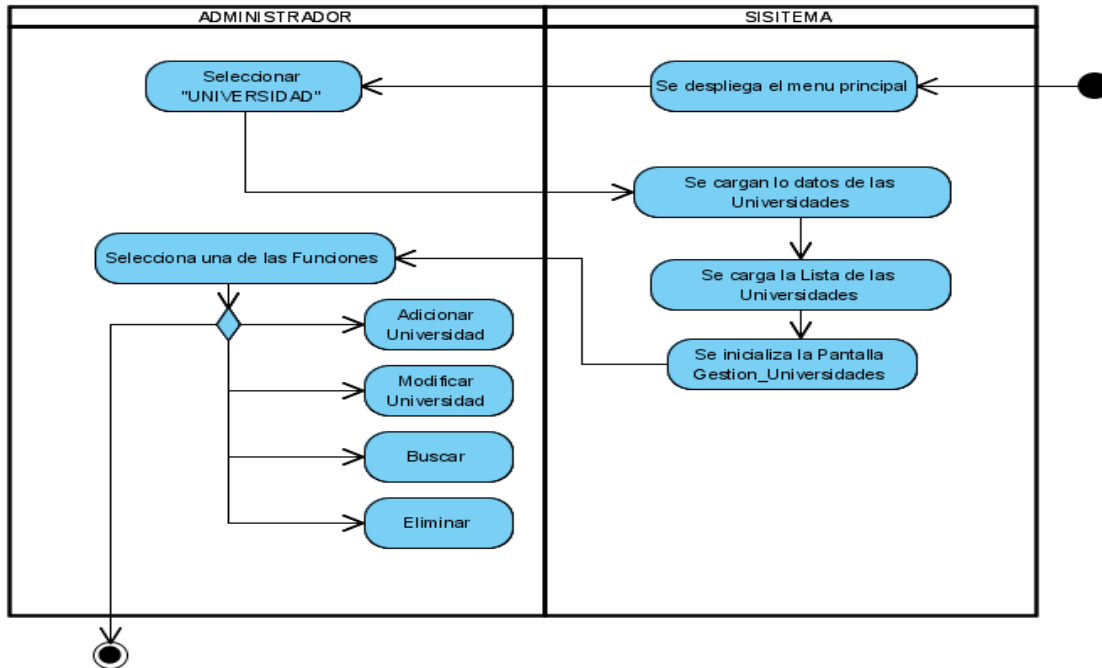 ADMINISTRADOR
SISITEMA
Seleccionar
"UNIVERSIDAD"
Se despliega el menu principal
Se cargan lo datos de las
Universidades
Selecciona una de las Funciones
Se carga la Lista de las
Universidades
Adicionar
Universidad
Se inicializa la Pantalla
Gestion_Universidades
Modificar
Universidad
Buscar
Eliminar